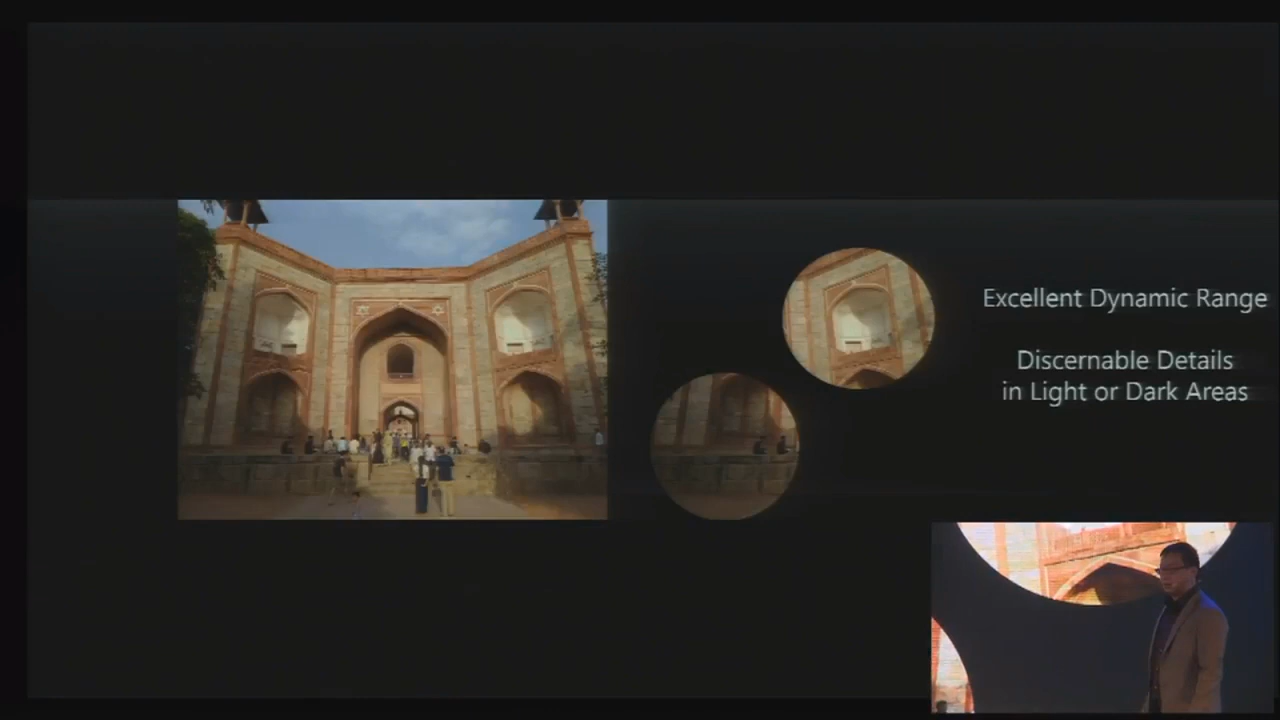 Excellent Dynamic Range
Discernable Details
in Light or Dark Areas